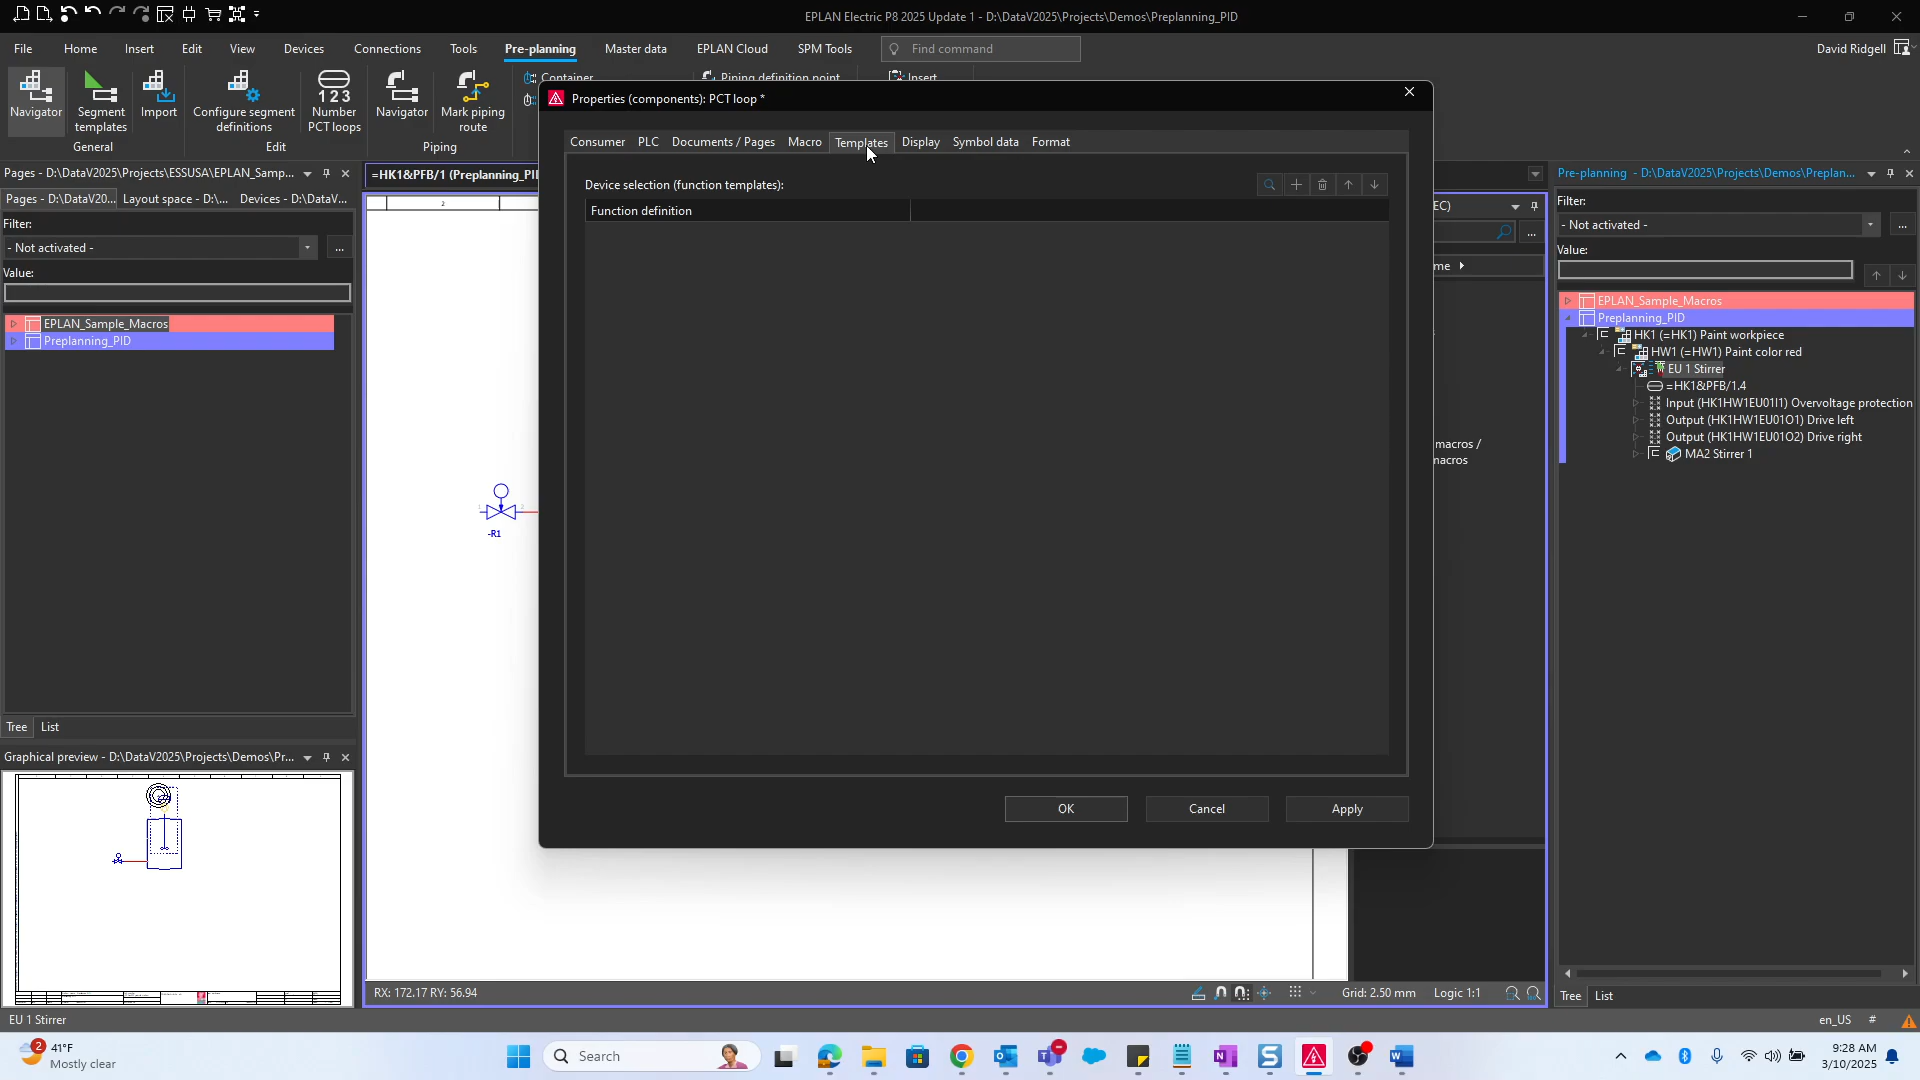 EPLAN Electric P8 2025 Update 1 - D:\DataV2025\Projects\Demos\Preplanning_PID
File Home Insert Edit View Devices Connections Tools Pre-planning Master data EPLAN Cloud SPM Tools Find command David Ridgell
Navigator Segment templates Import Configure segment definitions Number PCT loops Navigator Mark piping route Container Piping definition point Insert
General Edit Piping
Properties (components): PCT loop *
Consumer PLC Documents / Pages Macro Templates Display Symbol data Format
Device selection (function templates):
Function definition
OK Cancel Apply
Pages - D:\DataV2025\Projects\ESSUSA\EPLAN_Samp...
Pages - D:\DataV20... Layout space - D:\... Devices - D:\DataV...
Filter:
- Not activated - ...
Value:
EPLAN_Sample_Macros
Preplanning_PID
Tree List
Graphical preview - D:\DataV2025\Projects\Demos\Pr...
=HK1&PFB/1 (Preplanning_PID
2
1 2
-R1
EC)
...
me
macros /
nacros
RX: 172.17 RY: 56.94
Grid: 2.50 mm Logic 1:1
Pre-planning - D:\DataV2025\Projects\Demos\Preplan...
Filter:
- Not activated - ...
Value:
EPLAN_Sample_Macros
Preplanning_PID
HK1 (=HK1) Paint workpiece
HW1 (=HW1) Paint color red
EU 1 Stirrer
=HK1&PFB/1.4
Input (HK1HW1EU01I1) Overvoltage protection
Output (HK1HW1EU01O1) Drive left
Output (HK1HW1EU01O2) Drive right
MA2 Stirrer 1
Tree List
EU 1 Stirrer
en_US #
2 41°F
Mostly clear
Search
9:28 AM
3/10/2025